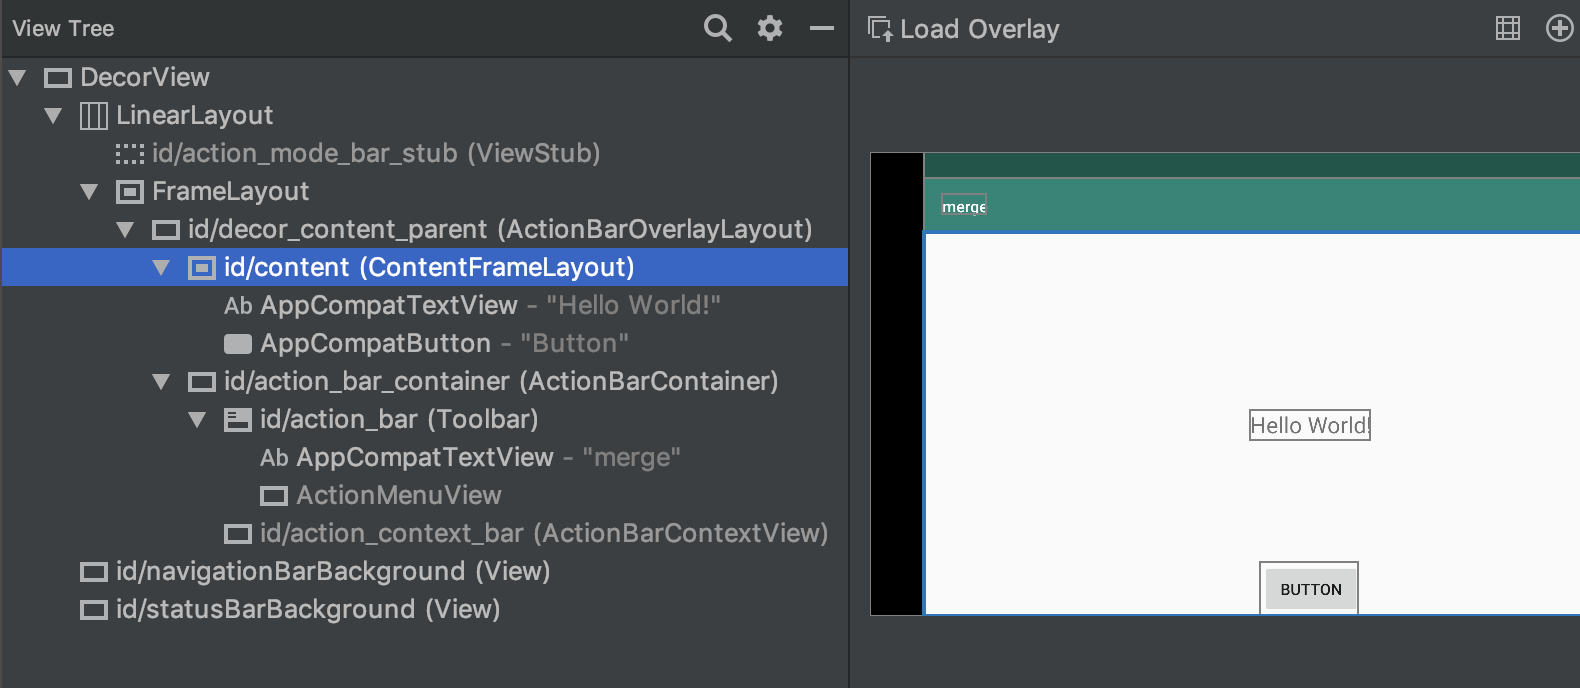 View Tree
DecorView
LinearLayout
id/action_mode_bar_stub (ViewStub)
FrameLayout
id/decor_content_parent (ActionBarOverlayLayout)
id/content (ContentFrameLayout)
Ab AppCompatTextView - "Hello World!"
AppCompatButton - "Button"
id/action_bar_container (ActionBarContainer)
id/action_bar (Toolbar)
Ab AppCompatTextView - "merge"
ActionMenuView
id/action_context_bar (ActionBarContextView)
id/navigationBarBackground (View)
id/statusBarBackground (View)
Load Overlay
merge
Hello World!
BUTTON